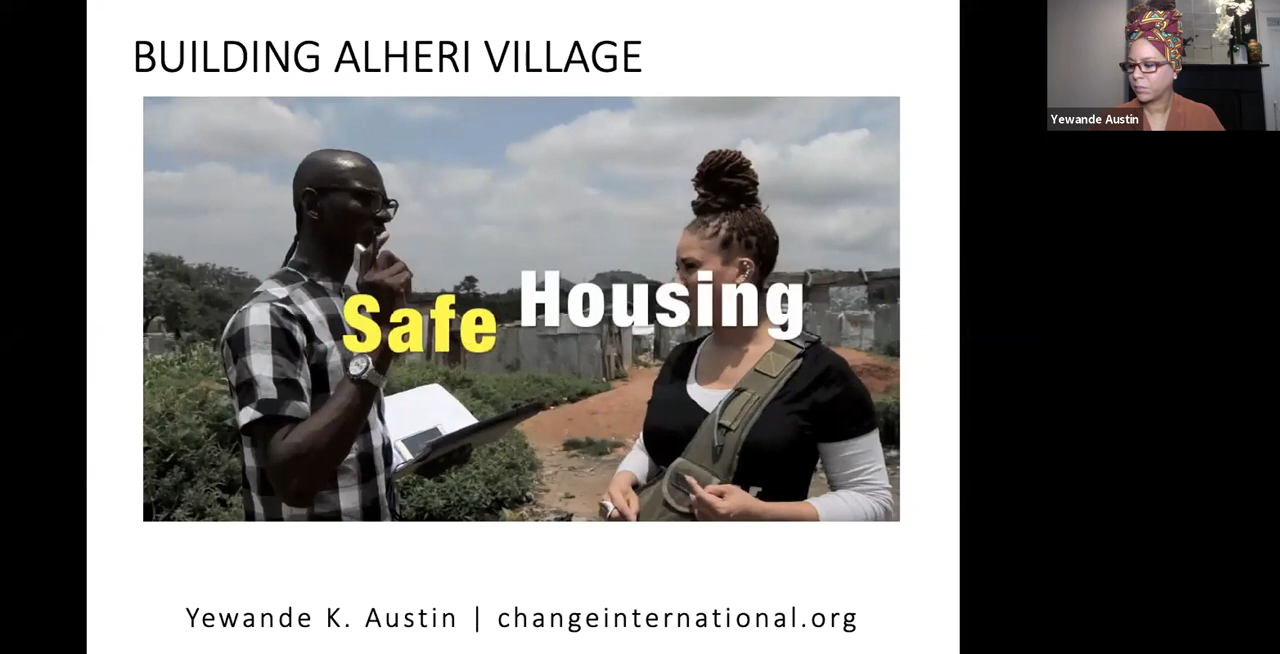 BUILDING ALHERI VILLAGE
Yewande Austin
Safe Housing
Yewande K. Austin | changeinternational.org